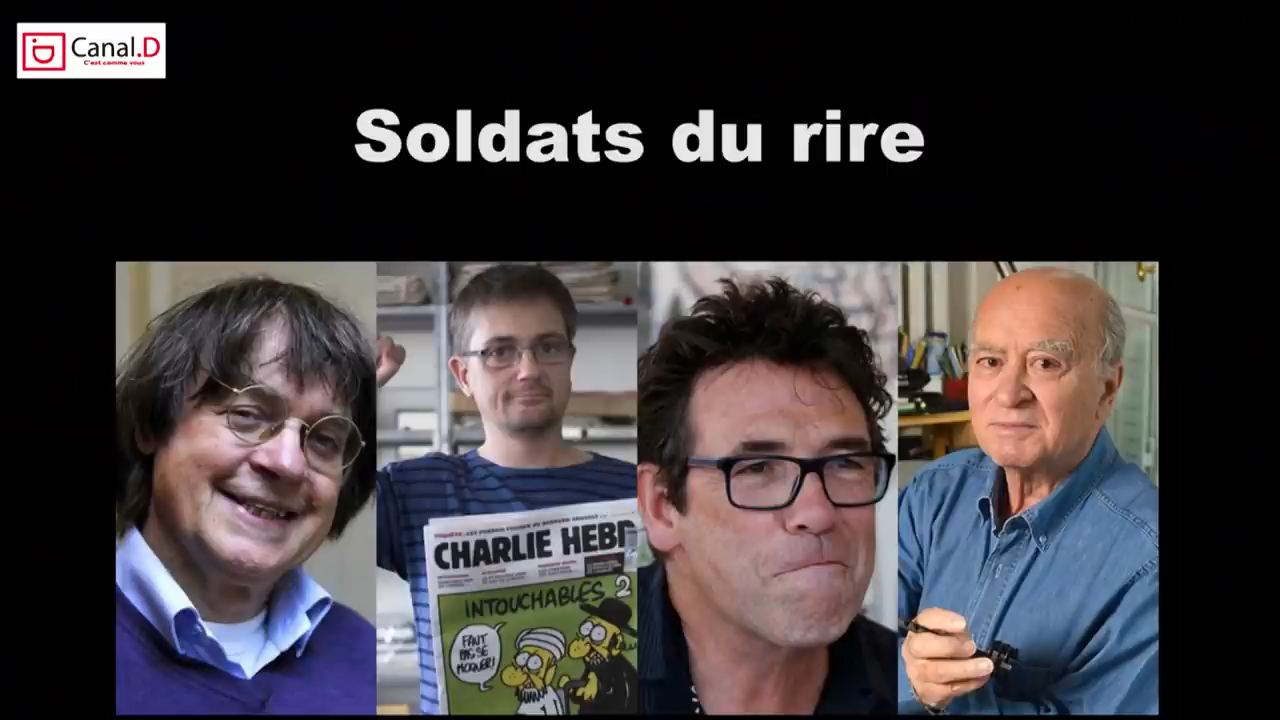 Canal.D
C'est comme vous
Soldats du rire
CHARLIE HEBD
INTOUCHABLES 2
FAUT
PAS SE
MOQUER!